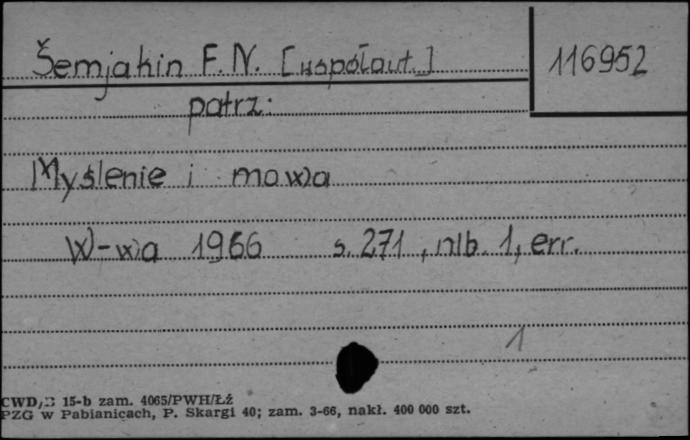 Šemjakin F. N. [współaut.]
116952
patrz:
Myślenie i mowa
W-wa 1966 s. 271, nlb. 1, err.
1
CWD, 15-b zam. 4065/PWH/Łź
PZG w Pabianicach, P. Skargi 40; zam. 3-66, nakł. 400 000 szt.